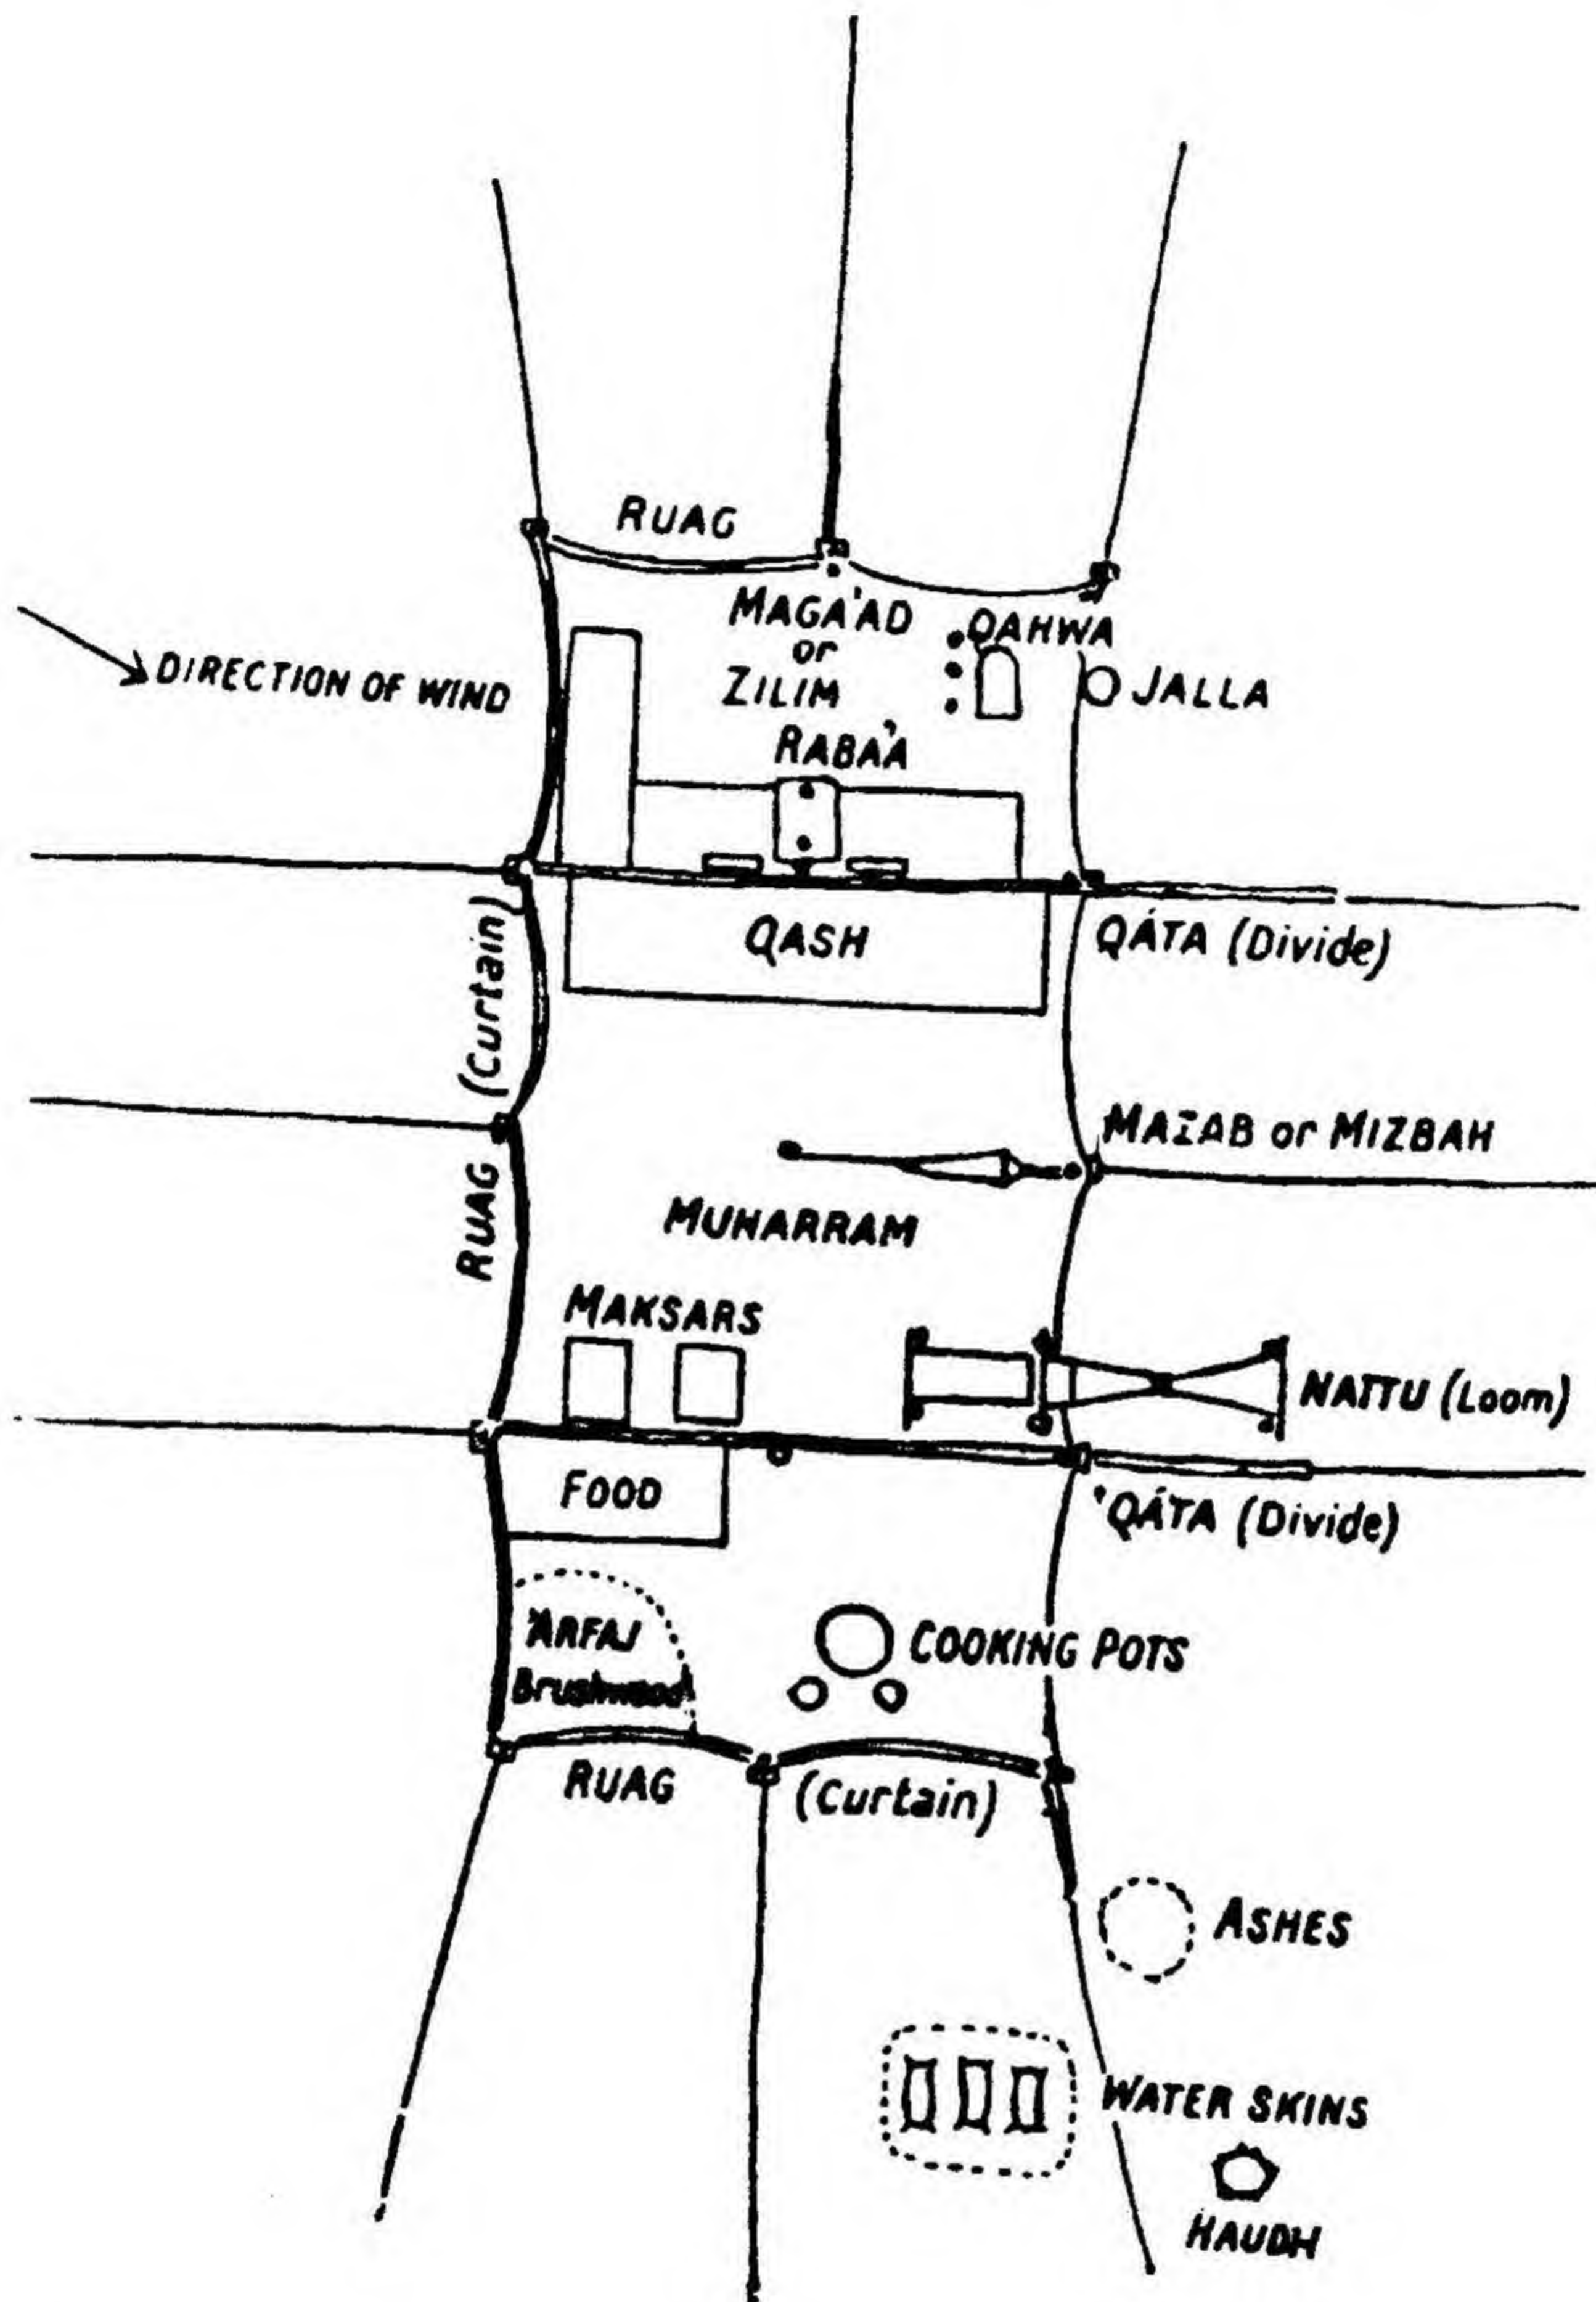 RUAG
MAGA'AD
or
ZILIM
QAHWA
JALLA
DIRECTION OF WIND
RABA'A
QASH
QÁTA (Divide)
RUAG (Curtain)
MAZAB or MIZBAH
MUHARRAM
MAKSARS
NATTU (Loom)
FOOD
'QÁTA (Divide)
'ARFAJ
Brushwood
COOKING POTS
RUAG (Curtain)
ASHES
WATER SKINS
HAUDH